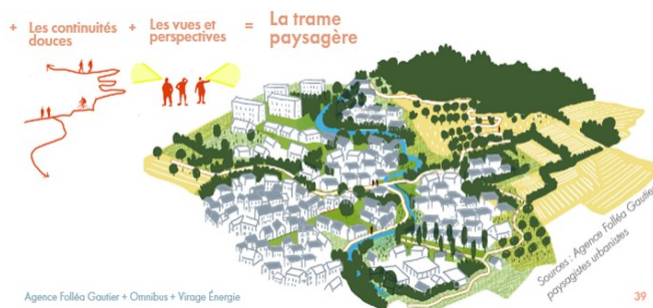 + Les continuités douces
+ Les vues et perspectives
= La trame paysagère
Sources : Agence Folléa Gautier
paysagistes urbanistes
Agence Folléa Gautier + Omnibus + Virage Énergie
39